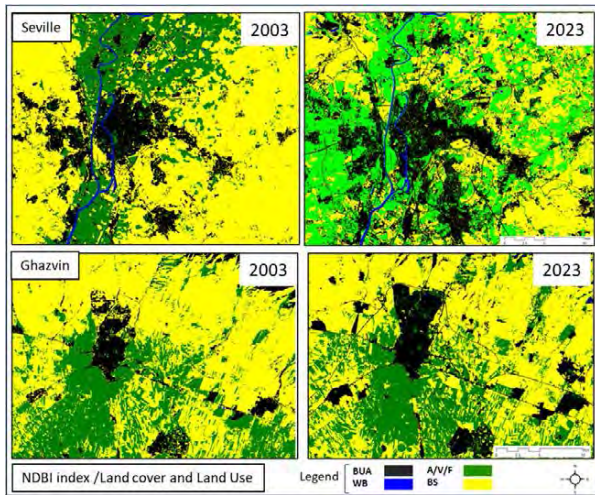 Seville
2003
2023
Ghazvin
2003
2023
NDBI index /Land cover and Land Use
Legend
BUA
A/V/F
WB
BS